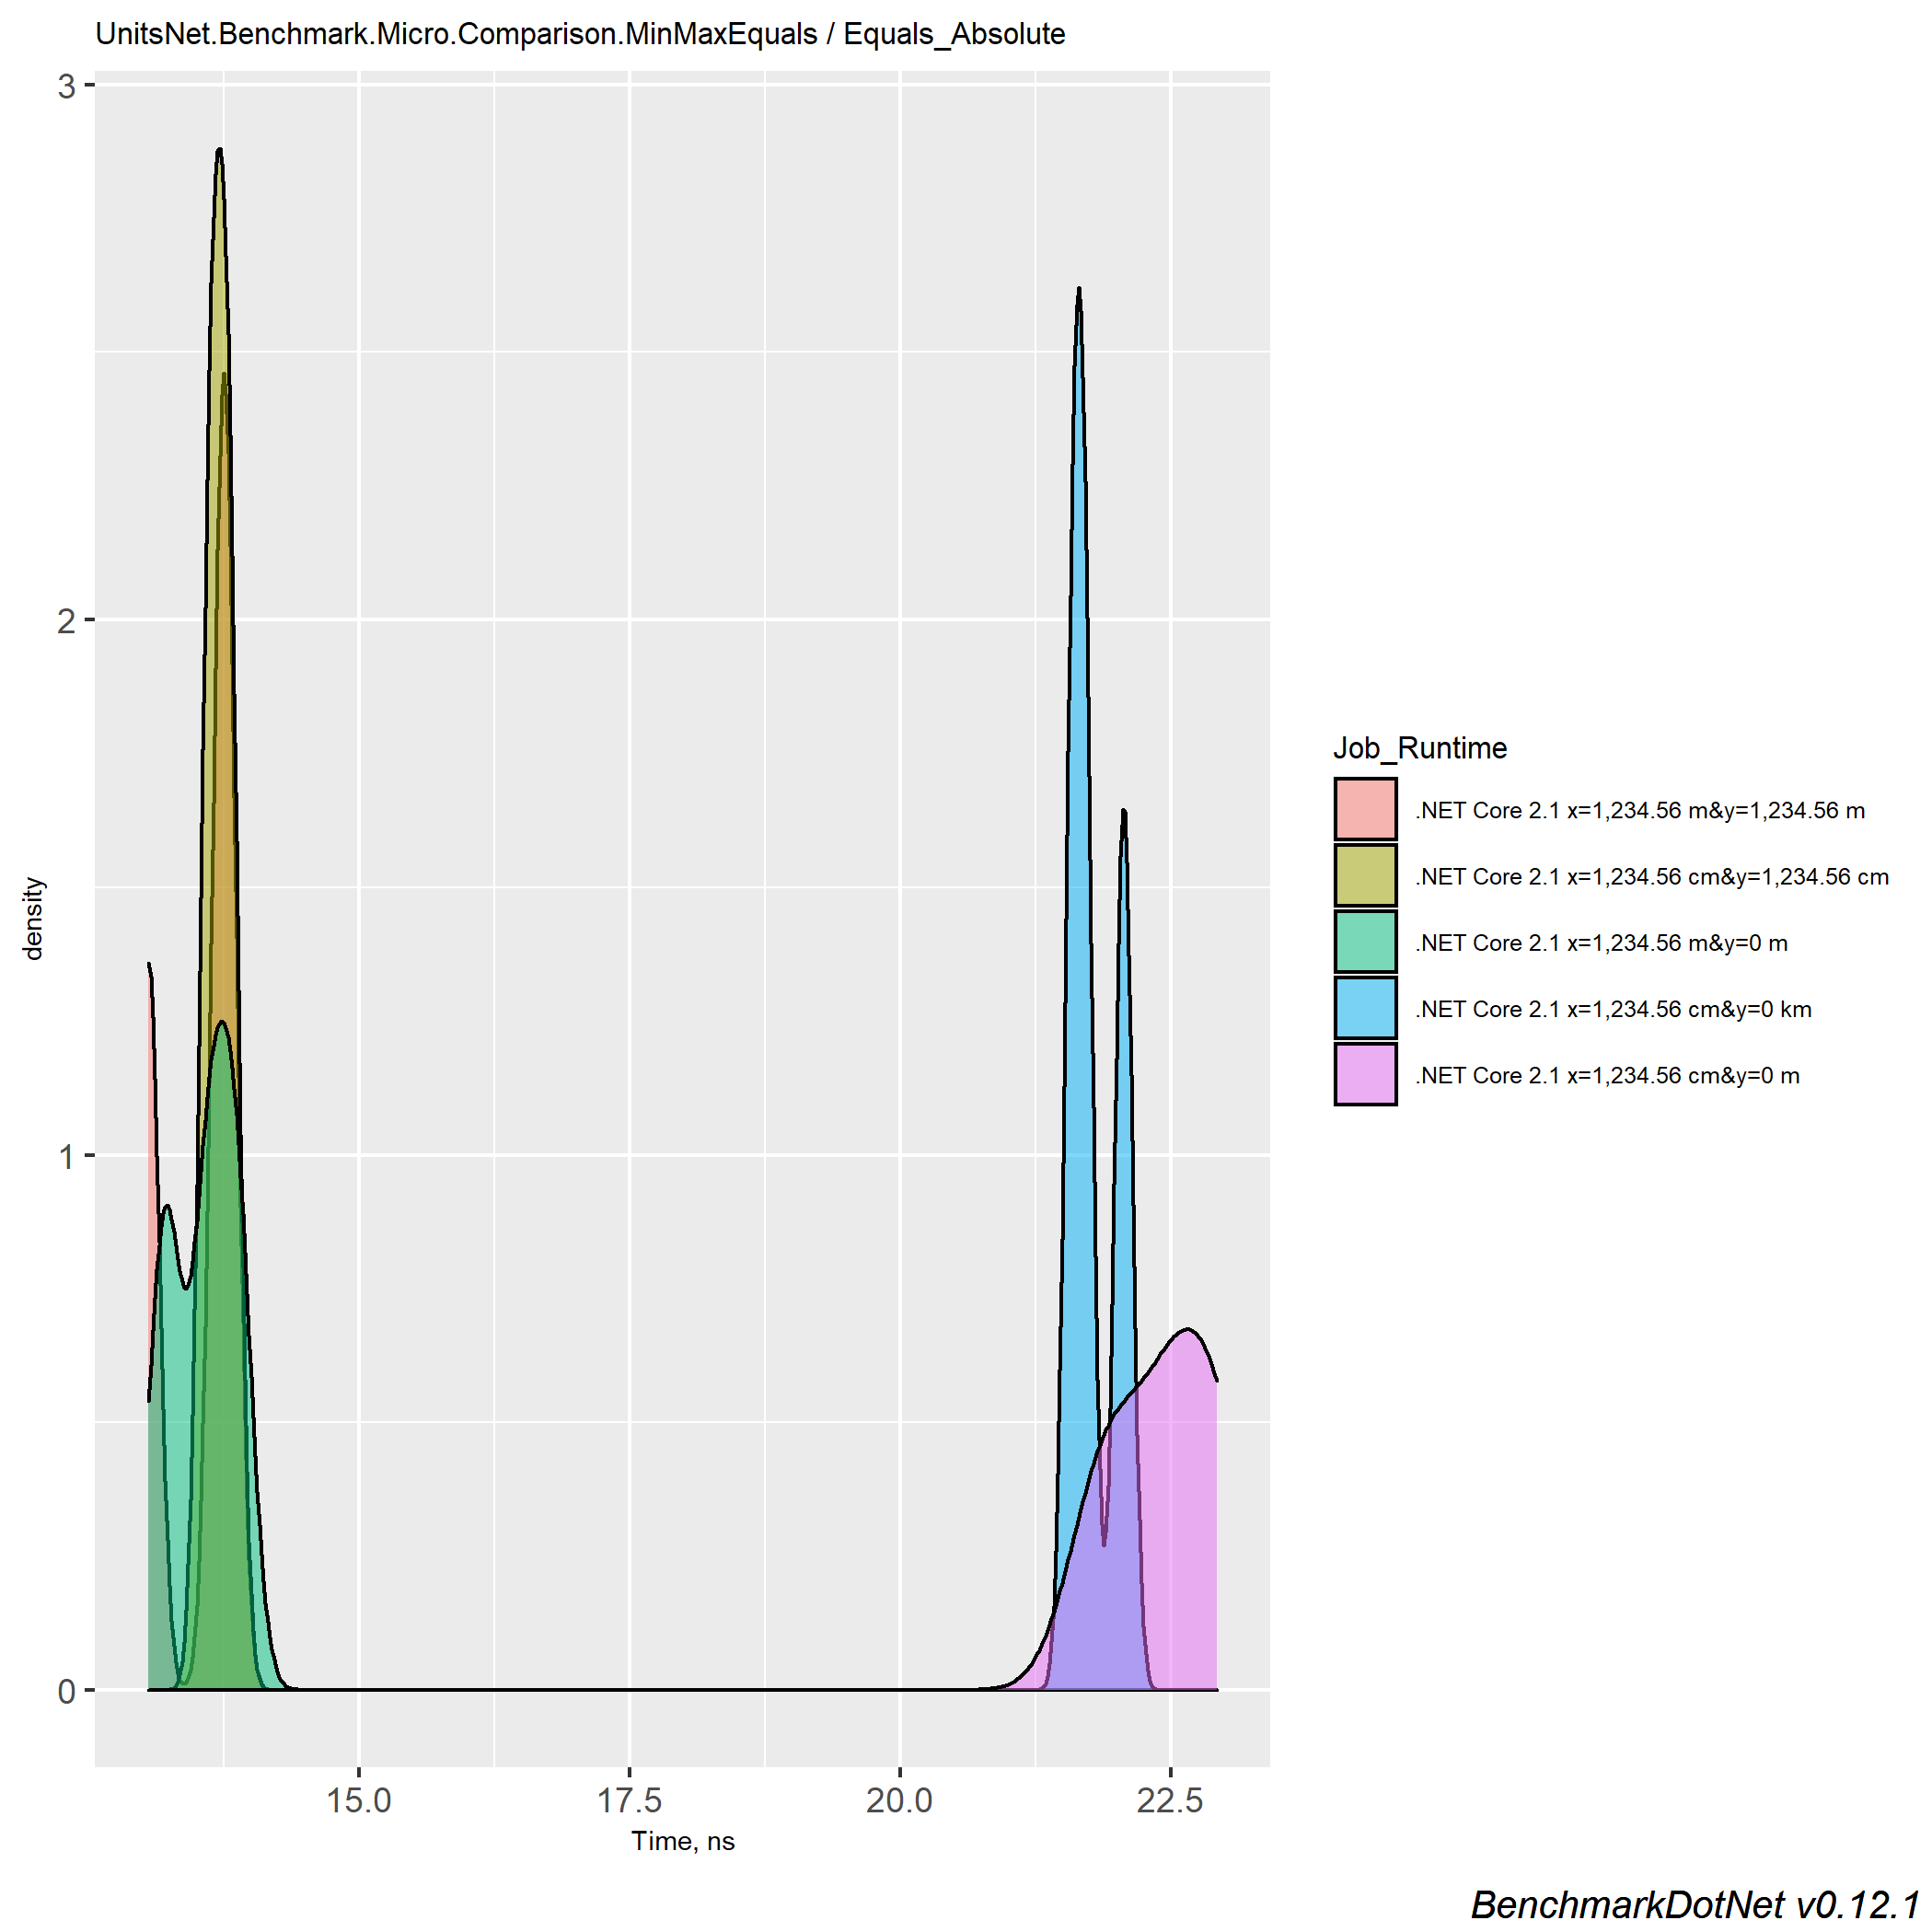 UnitsNet.Benchmark.Micro.Comparison.MinMaxEquals / Equals_Absolute
3
2
1
0
density
15.0 17.5 20.0 22.5
Time, ns
Job_Runtime
.NET Core 2.1 x=1,234.56 m&y=1,234.56 m
.NET Core 2.1 x=1,234.56 cm&y=1,234.56 cm
.NET Core 2.1 x=1,234.56 m&y=0 m
.NET Core 2.1 x=1,234.56 cm&y=0 km
.NET Core 2.1 x=1,234.56 cm&y=0 m
BenchmarkDotNet v0.12.1